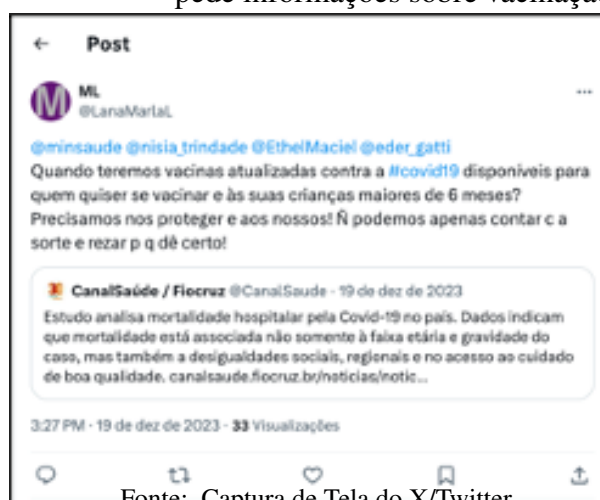 pede informações sobre vacinação
Post
ML
@LanaMarlaL
@minsaude @nisia_trindade @EthelMaciel @eder_gatti
Quando teremos vacinas atualizadas contra a #covid19 disponíveis para
quem quiser se vacinar e às suas crianças maiores de 6 meses?
Precisamos nos proteger e aos nossos! Ñ podemos apenas contar c a
sorte e rezar p q dê certo!
CanalSaúde / Fiocruz @CanalSaude · 19 de dez de 2023
Estudo analisa mortalidade hospitalar pela Covid-19 no país. Dados indicam
que mortalidade está associada não somente à faixa etária e gravidade do
caso, mas também a desigualdades sociais, regionais e no acesso ao cuidado
de boa qualidade. canalsaude.fiocruz.br/noticias/notic...
3:27 PM · 19 de dez de 2023 · 33 Visualizações
Fonte: Captura de Tela do X/Twitter